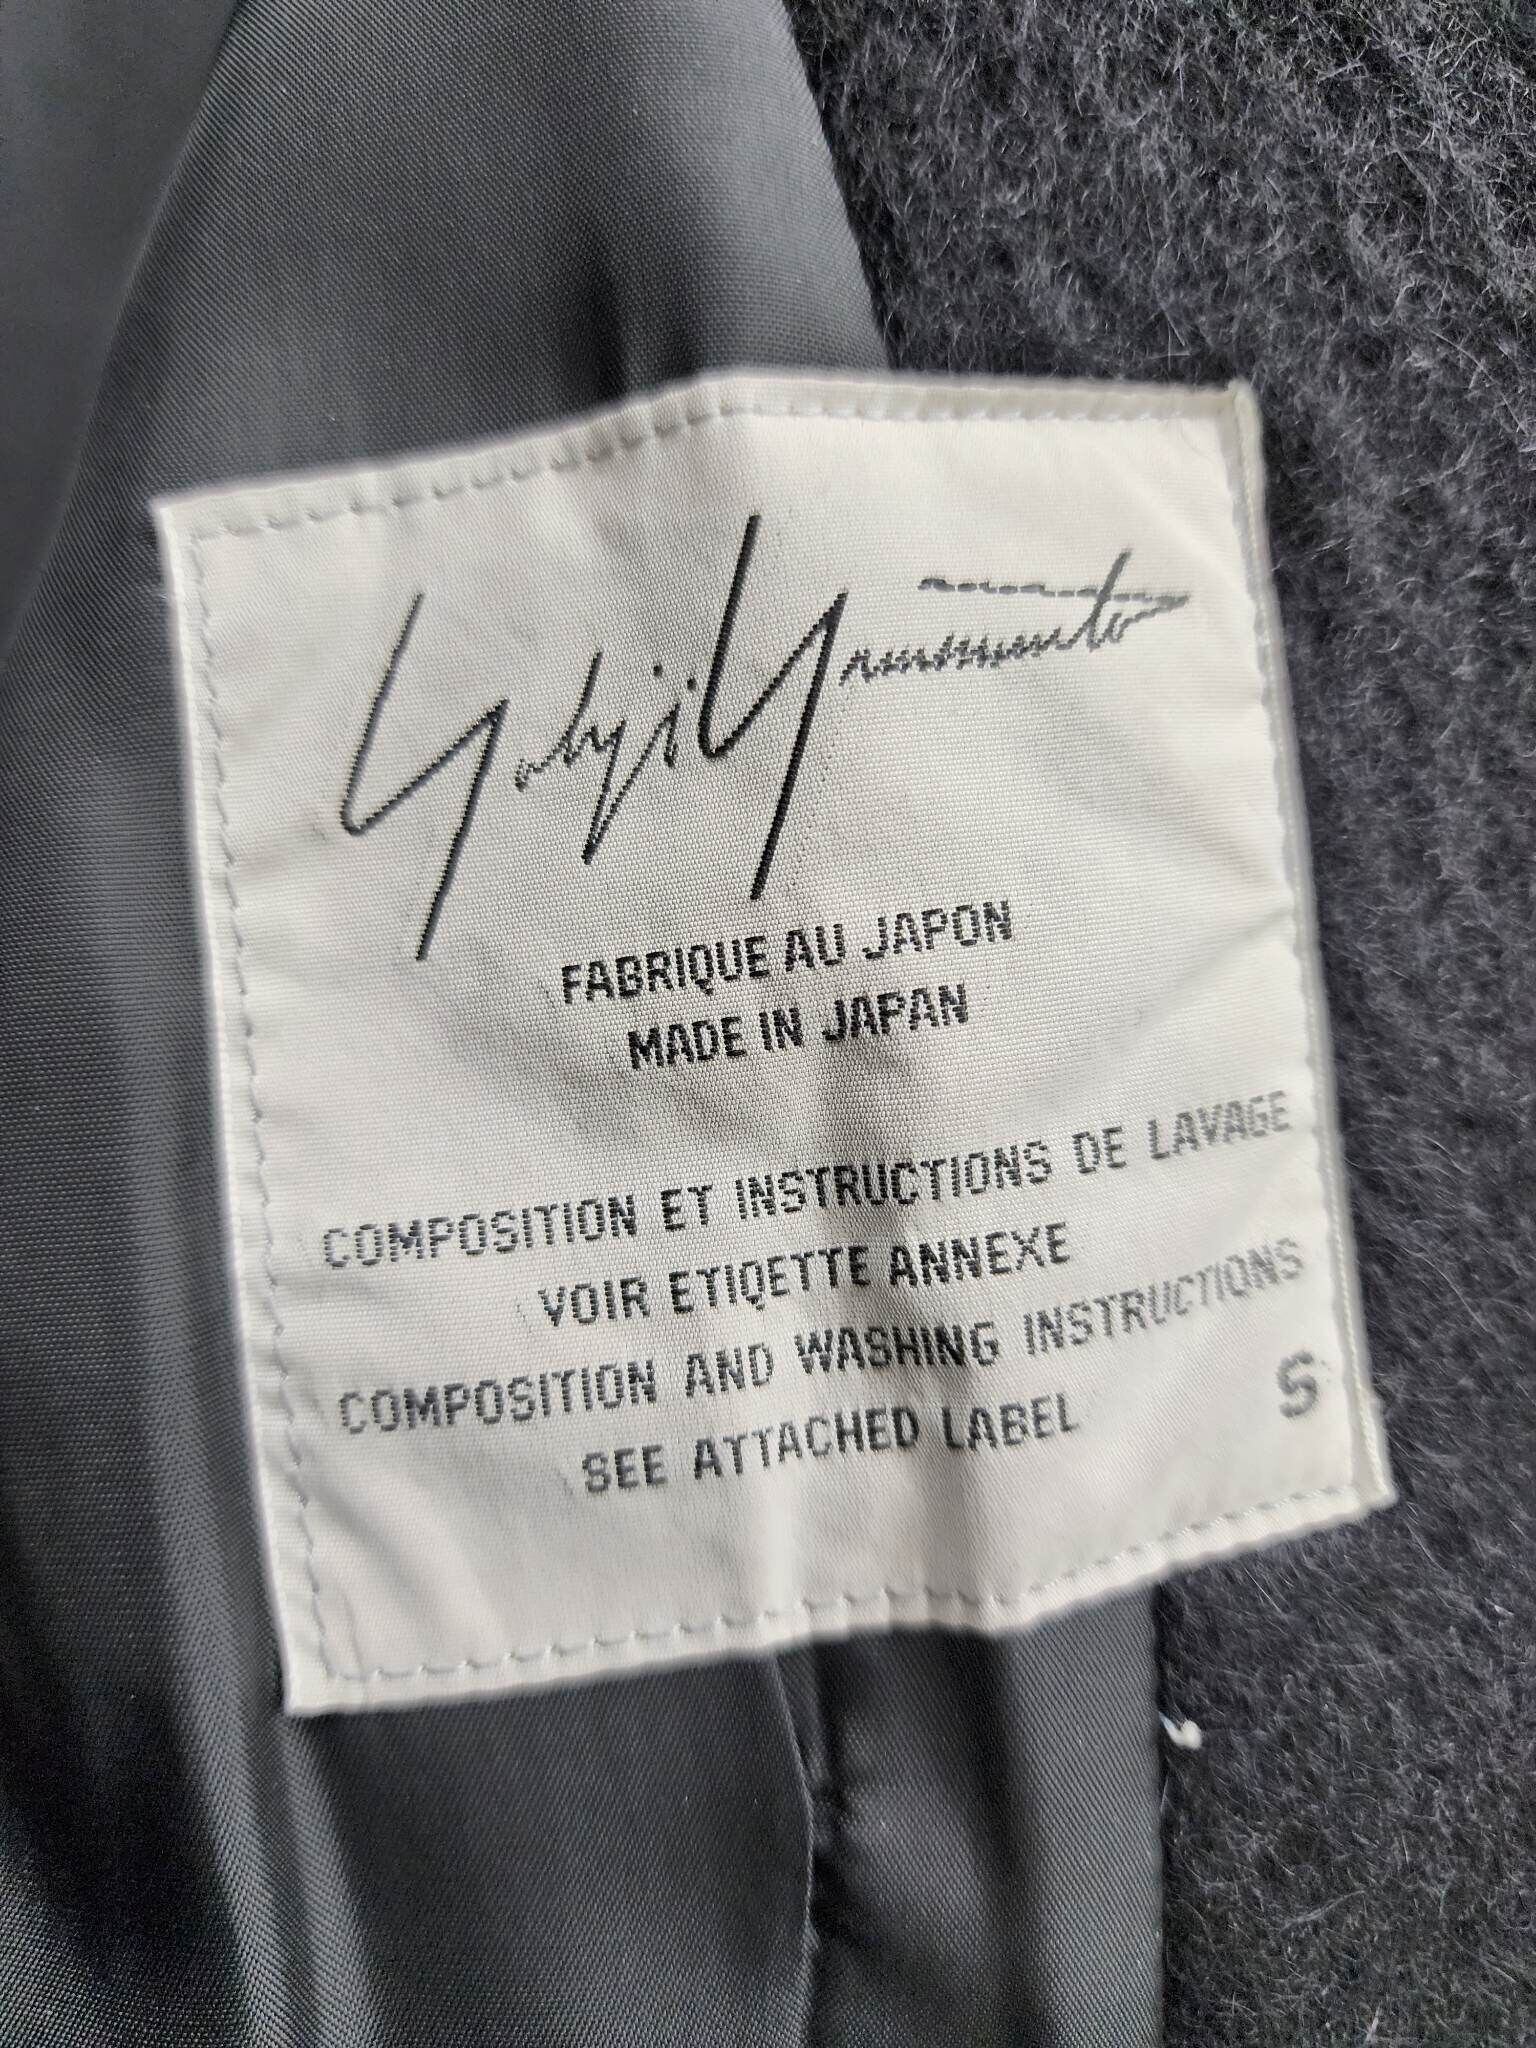 Yohji Yamamoto
FABRIQUE AU JAPON
MADE IN JAPAN
COMPOSITION ET INSTRUCTIONS DE LAVAGE
VOIR ETIQETTE ANNEXE
COMPOSITION AND WASHING INSTRUCTIONS
SEE ATTACHED LABEL
S